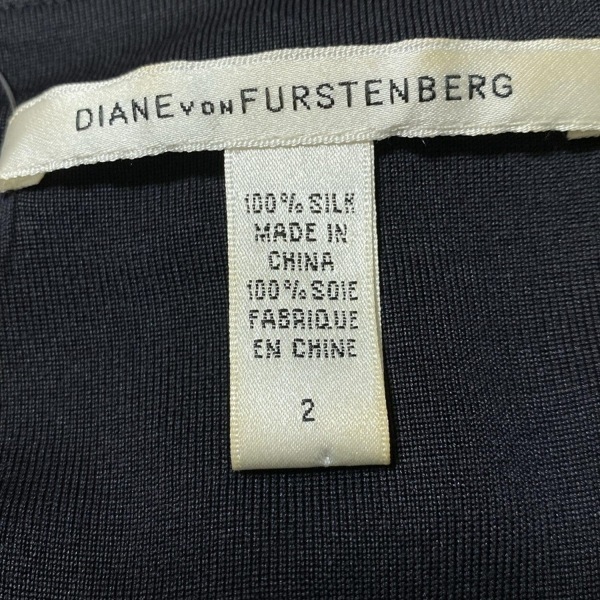 DIANE VON FURSTENBERG
100% SILK
MADE IN
CHINA
100% SOIE
FABRIQUE
EN CHINE
2